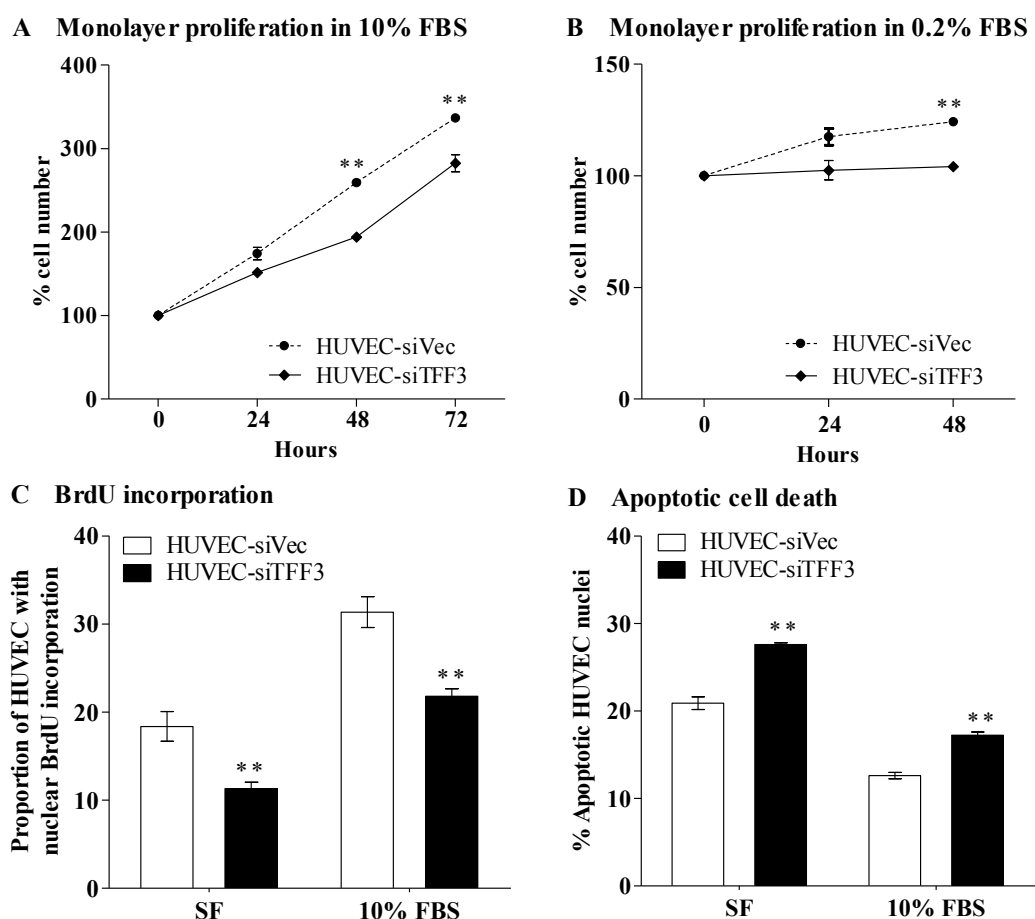 A Monolayer proliferation in 10% FBS
400
300
200
100
0
% cell number
**
**
HUVEC-siVec
HUVEC-siTFF3
0 24 48 72
Hours
B Monolayer proliferation in 0.2% FBS
150
100
50
0
% cell number
**
HUVEC-siVec
HUVEC-siTFF3
0 24 48
Hours
C BrdU incorporation
40
30
20
10
0
Proportion of HUVEC with
nuclear BrdU incorporation
HUVEC-siVec
HUVEC-siTFF3
**
**
SF 10% FBS
D Apoptotic cell death
40
30
20
10
0
% Apoptotic HUVEC nuclei
HUVEC-siVec
HUVEC-siTFF3
**
**
SF 10% FBS